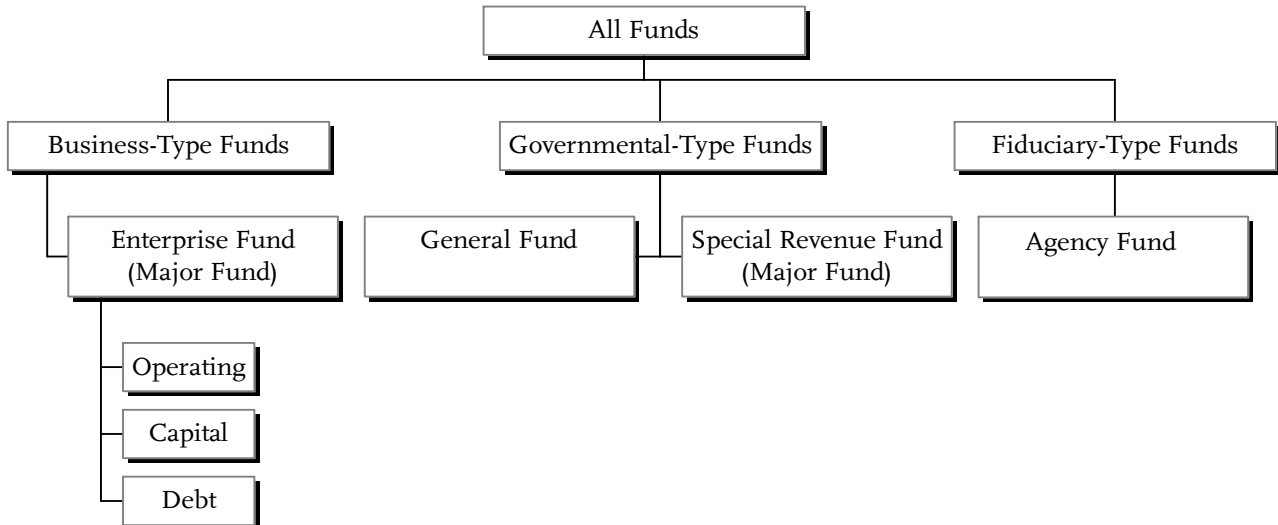 All Funds
Business-Type Funds
Governmental-Type Funds
Fiduciary-Type Funds
Enterprise Fund
(Major Fund)
General Fund
Special Revenue Fund
(Major Fund)
Agency Fund
Operating
Capital
Debt